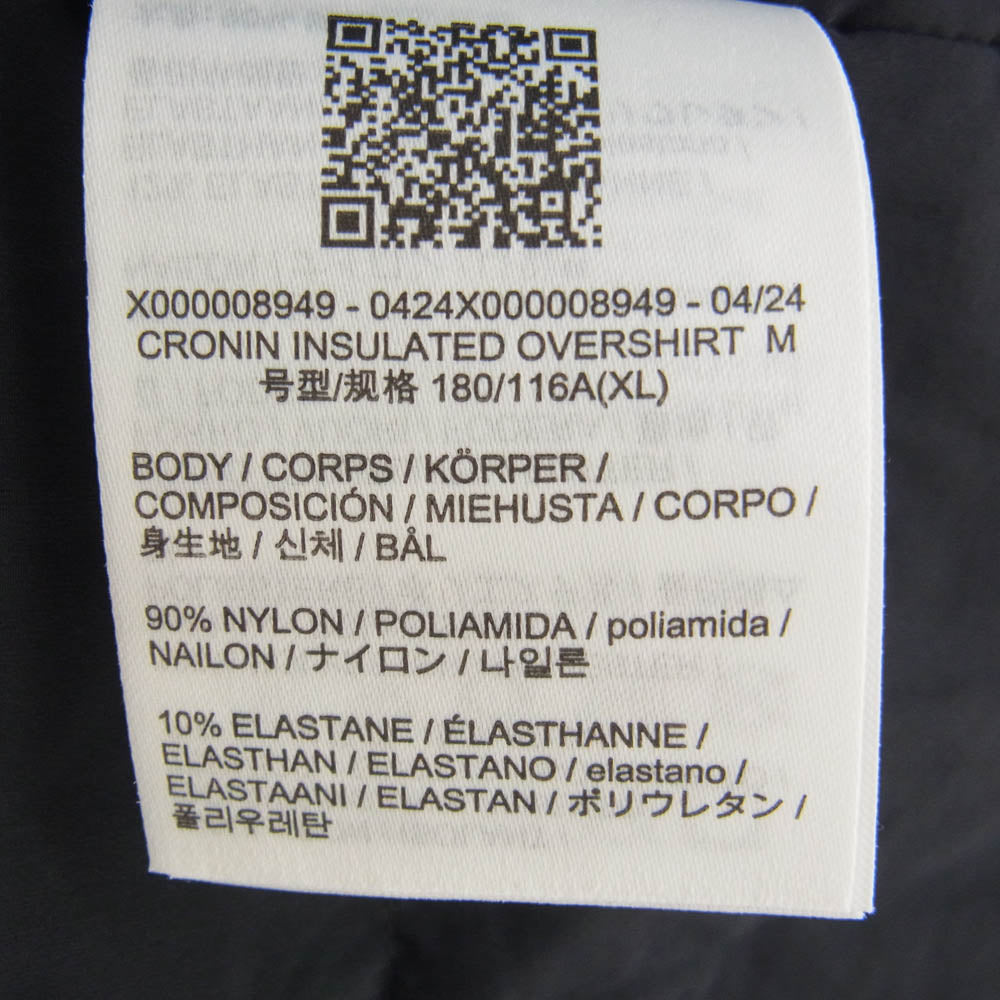 X000008949 - 0424X000008949 - 04/24
CRONIN INSULATED OVERSHIRT M
号型/规格 180/116A(XL)
BODY / CORPS / KÖRPER /
COMPOSICIÓN / MIEHUSTA / CORPO /
身生地 / 신체 / BÅL
90% NYLON / POLIAMIDA / poliamida /
NAILON / ナイロン / 나일론
10% ELASTANE / ÉLASTHANNE /
ELASTHAN / ELASTANO / elastano /
ELASTAANI / ELASTAN / ポリウレタン /
폴리우레탄